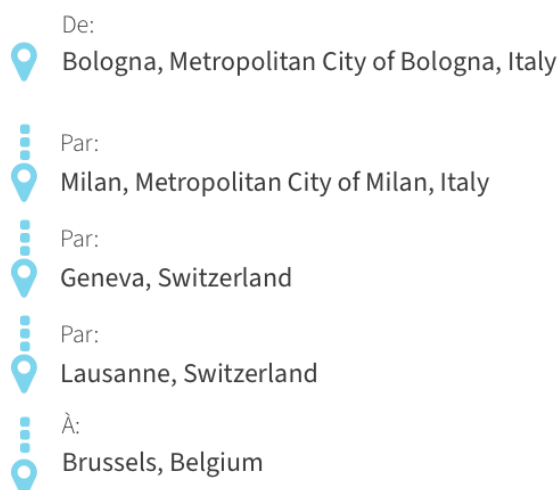 De:
Bologna, Metropolitan City of Bologna, Italy
Par:
Milan, Metropolitan City of Milan, Italy
Par:
Geneva, Switzerland
Par:
Lausanne, Switzerland
À:
Brussels, Belgium